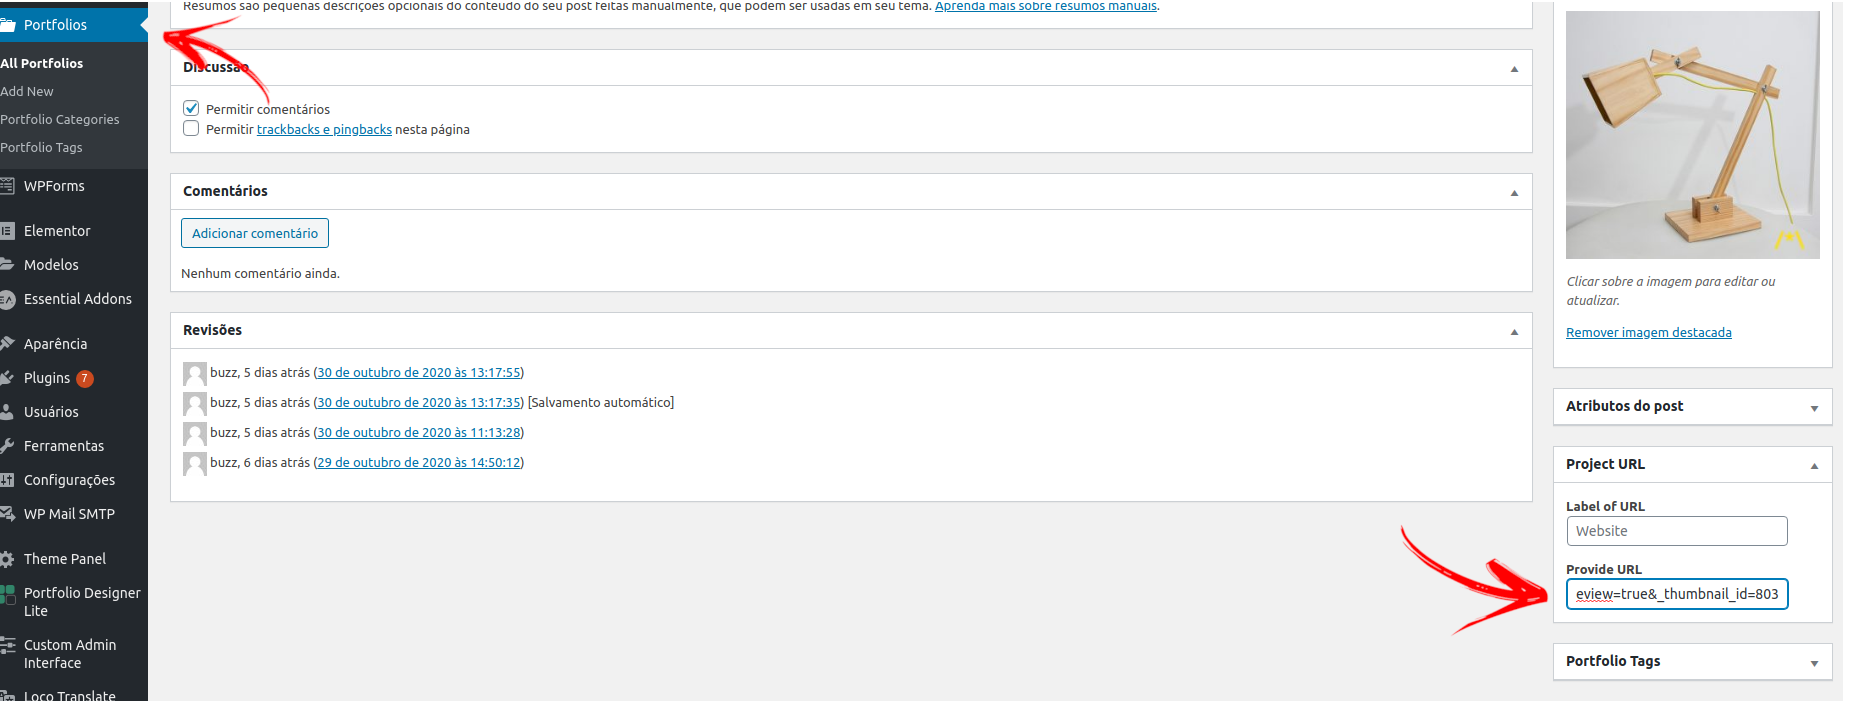 Portfolios
All Portfolios
Add New
Portfolio Categories
Portfolio Tags
WPForms
Elementor
Modelos
Essential Addons
Aparência
Plugins 7
Usuários
Ferramentas
Configurações
WP Mail SMTP
Theme Panel
Portfolio Designer
Lite
Custom Admin
Interface
Loco Translate
Resumos são pequenas descrições opcionais do conteúdo do seu post feitas manualmente, que podem ser usadas em seu tema. Aprenda mais sobre resumos manuais.
Discussão
Permitir comentários
Permitir trackbacks e pingbacks nesta página
Comentários
Adicionar comentário
Nenhum comentário ainda.
Revisões
buzz, 5 dias atrás (30 de outubro de 2020 às 13:17:55)
buzz, 5 dias atrás (30 de outubro de 2020 às 13:17:35) [Salvamento automático]
buzz, 5 dias atrás (30 de outubro de 2020 às 11:13:28)
buzz, 6 dias atrás (29 de outubro de 2020 às 14:50:12)
Clicar sobre a imagem para editar ou
atualizar.
Remover imagem destacada
Atributos do post
Project URL
Label of URL
Website
Provide URL
eview=true&_thumbnail_id=803
Portfolio Tags